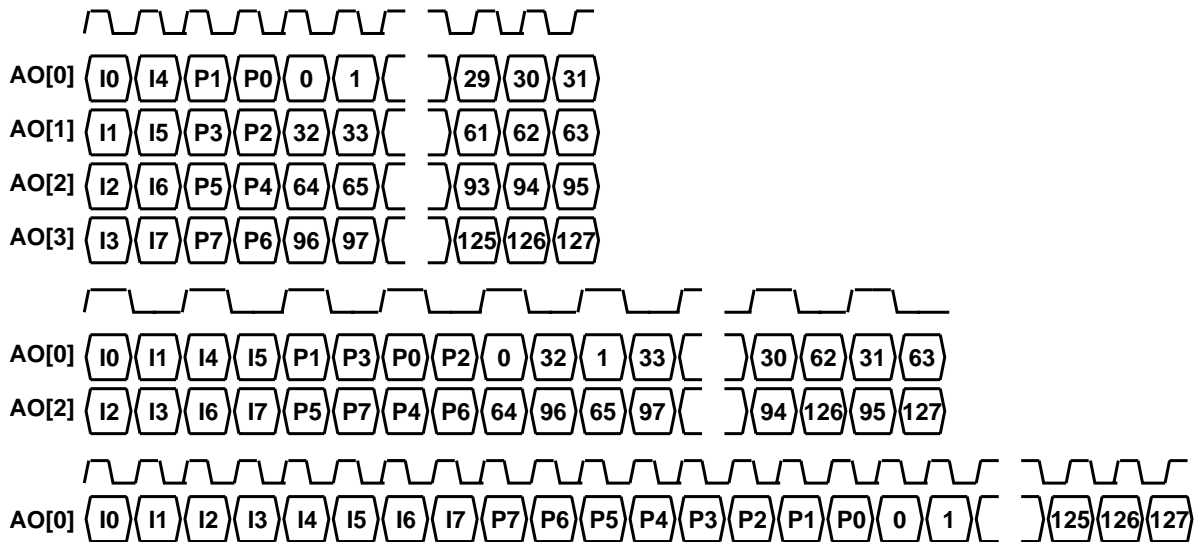 AO[0] I0 I4 P1 P0 0 1 29 30 31
AO[1] I1 I5 P3 P2 32 33 61 62 63
AO[2] I2 I6 P5 P4 64 65 93 94 95
AO[3] I3 I7 P7 P6 96 97 125 126 127
AO[0] I0 I1 I4 I5 P1 P3 P0 P2 0 32 1 33 30 62 31 63
AO[2] I2 I3 I6 I7 P5 P7 P4 P6 64 96 65 97 94 126 95 127
AO[0] I0 I1 I2 I3 I4 I5 I6 I7 P7 P6 P5 P4 P3 P2 P1 P0 0 1 125 126 127